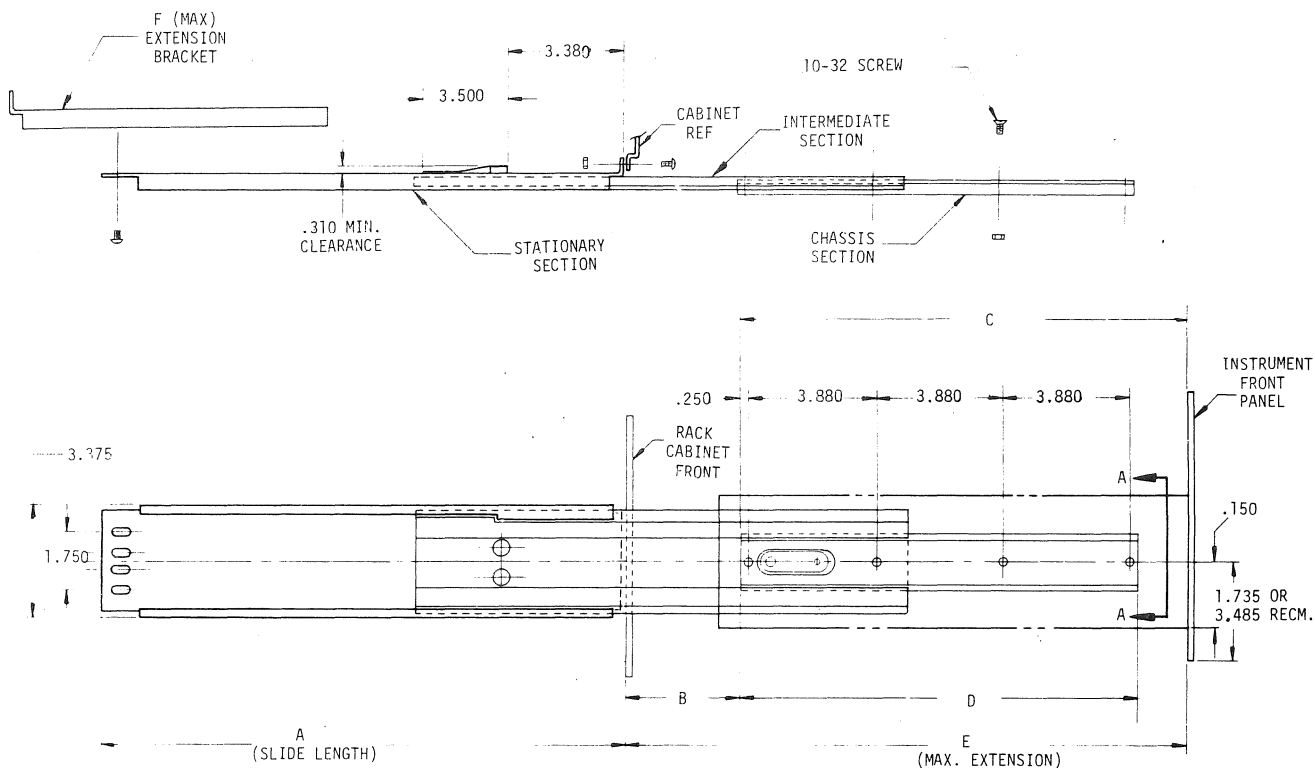 F (MAX)
EXTENSION
BRACKET
3.380
10-32 SCREW
3.500
CABINET
REF
INTERMEDIATE
SECTION
.310 MIN.
CLEARANCE
STATIONARY
SECTION
CHASSIS
SECTION
C
INSTRUMENT
FRONT
PANEL
.250
3.880
3.880
3.880
RACK
CABINET
FRONT
3.375
A
.150
1.750
1.735 OR
3.485 RECM.
A
B
D
A
(SLIDE LENGTH)
E
(MAX. EXTENSION)